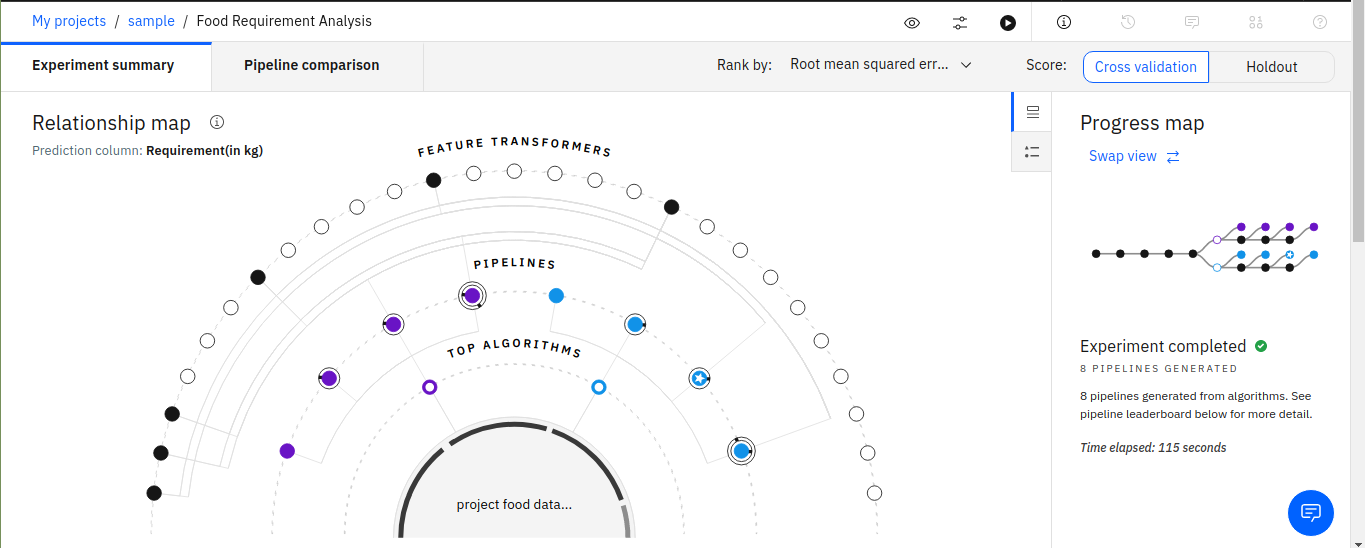 My projects / sample / Food Requirement Analysis
Experiment summary
Pipeline comparison
Rank by: Root mean squared err...
Score: Cross validation Holdout
Relationship map
Prediction column: Requirement(in kg)
FEATURE TRANSFORMERS
PIPELINES
TOP ALGORITHMS
project food data...
Progress map
Swap view
Experiment completed
8 PIPELINES GENERATED
8 pipelines generated from algorithms. See
pipeline leaderboard below for more detail.
Time elapsed: 115 seconds